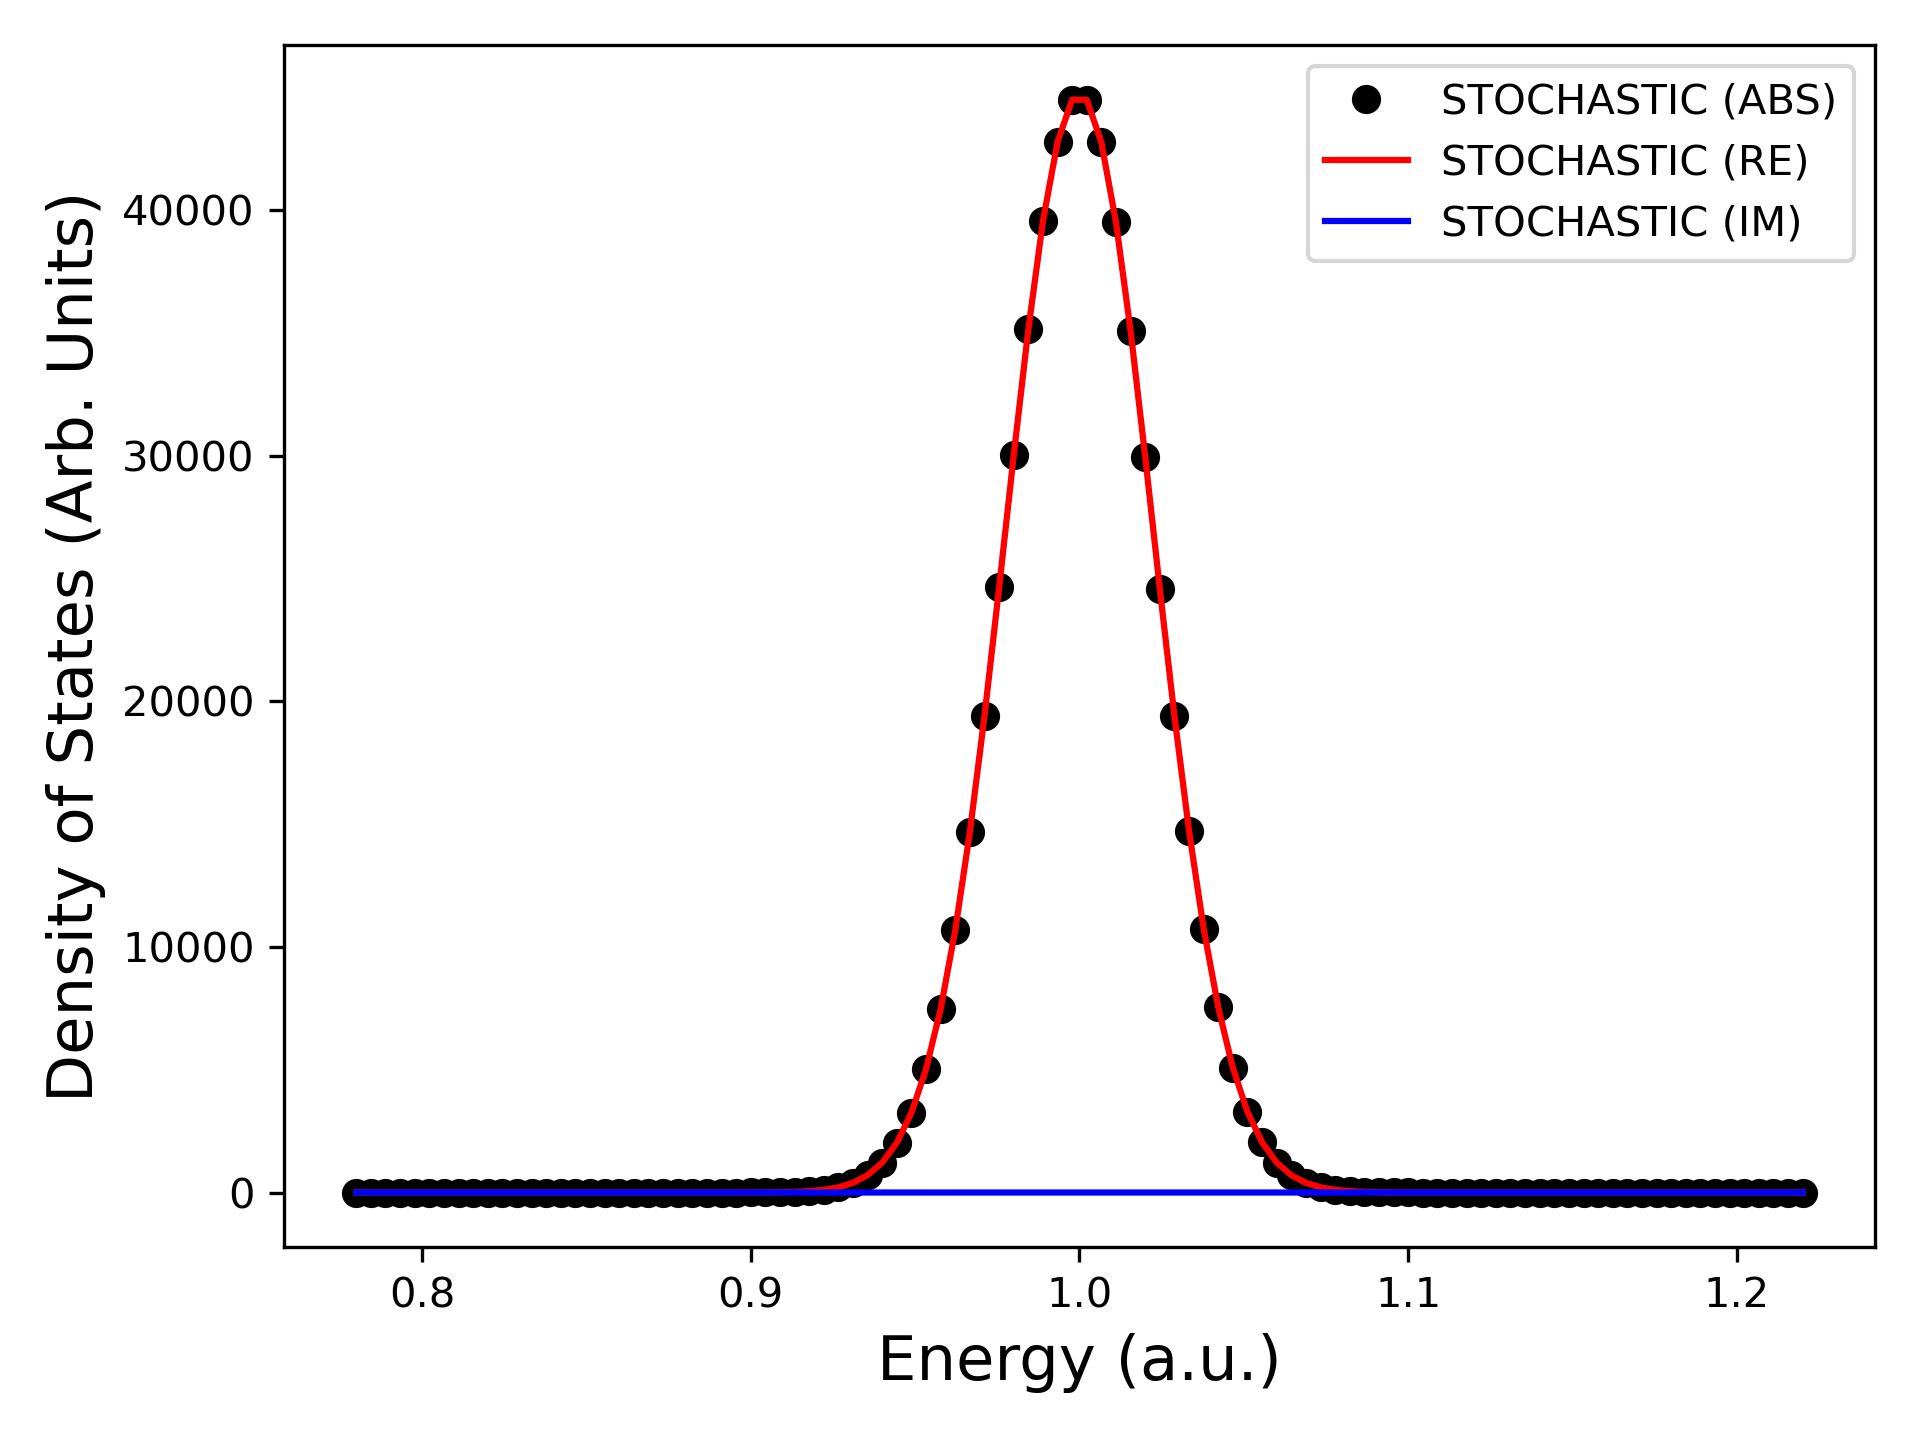 STOCHASTIC (ABS)
STOCHASTIC (RE)
STOCHASTIC (IM)
Density of States (Arb. Units)
40000
30000
20000
10000
0
0.8 0.9 1.0 1.1 1.2
Energy (a.u.)